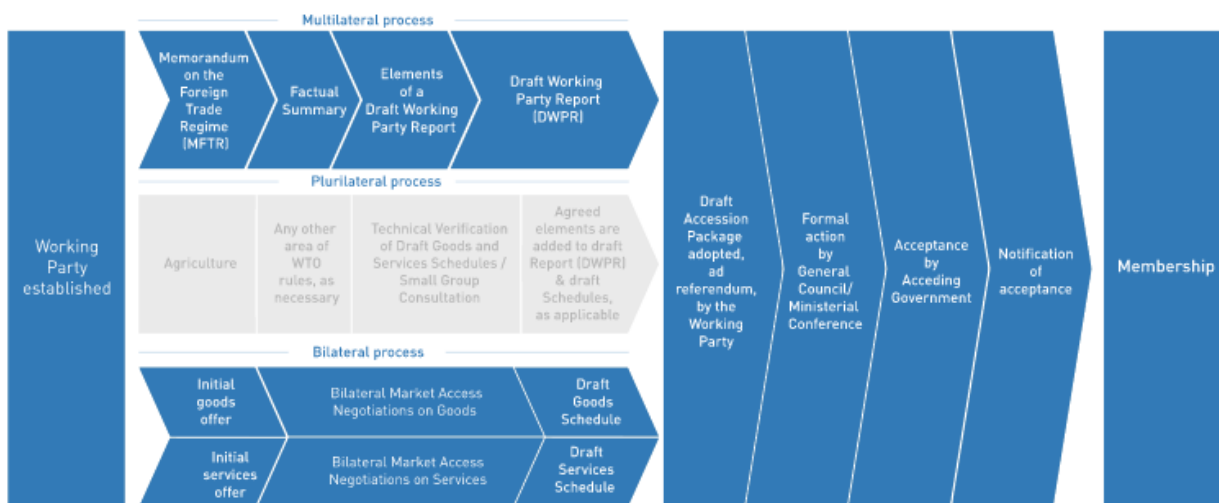 Working
Party
established
Multilateral process
Memorandum
on the
Foreign
Trade
Regime
(MFTR)
Factual
Summary
Elements
of a
Draft Working
Party Report
Draft Working
Party Report
(DWPR)
Plurilateral process
Agriculture
Any other
area of
WTO
rules, as
necessary
Technical Verification
of Draft Goods and
Services Schedules /
Small Group
Consultation
Agreed
elements are
added to draft
Report (DWPR)
& draft
Schedules,
as applicable
Bilateral process
Initial
goods
offer
Bilateral Market Access
Negotiations on Goods
Draft
Goods
Schedule
Initial
services
offer
Bilateral Market Access
Negotiations on Services
Draft
Services
Schedule
Draft
Accession
Package
adopted,
ad
referendum,
by the
Working
Party
Formal
action
by
General
Council/
Ministerial
Conference
Acceptance
by
Acceding
Government
Notification
of
acceptance
Membership